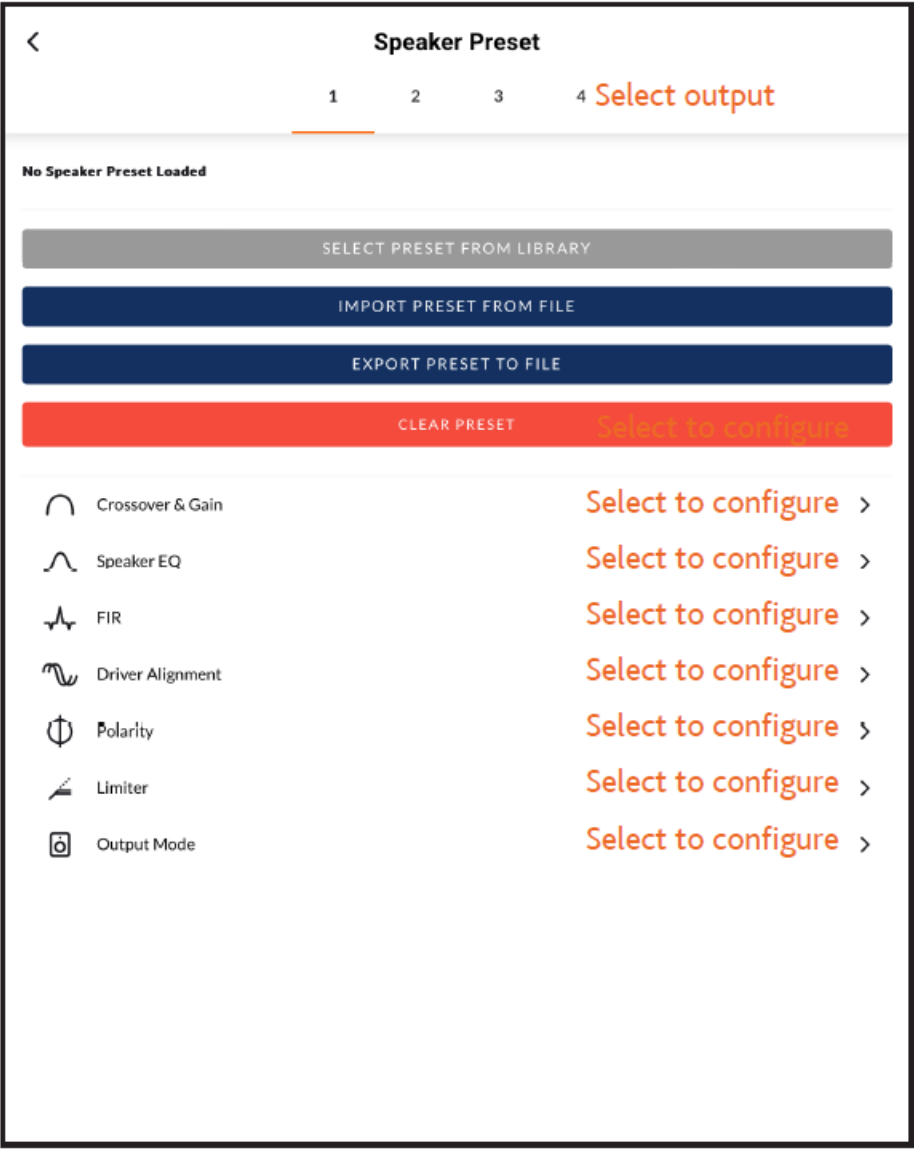 Speaker Preset
1 2 3 4 Select output
No Speaker Preset Loaded
SELECT PRESET FROM LIBRARY
IMPORT PRESET FROM FILE
EXPORT PRESET TO FILE
CLEAR PRESET Select to configure
Crossover & Gain Select to configure
Speaker EQ Select to configure
FIR Select to configure
Driver Alignment Select to configure
Polarity Select to configure
Limiter Select to configure
Output Mode Select to configure